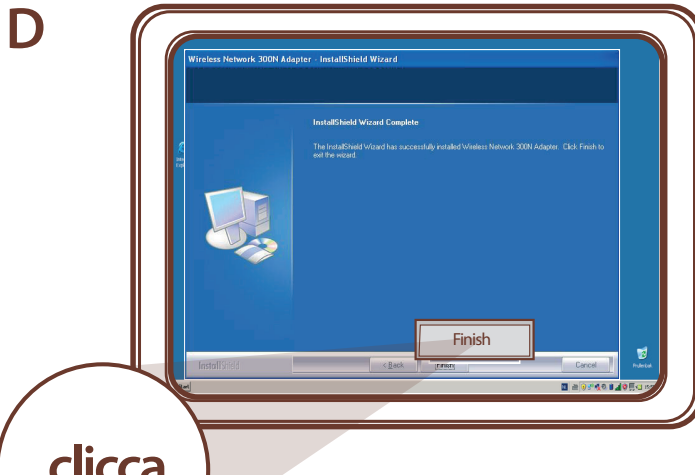 D
Wireless Network 300N Adapter - InstallShield Wizard
InstallShield Wizard Complete
The InstallShield Wizard has successfully installed Wireless Network 300N Adapter. Click Finish to
exit the wizard.
Finish
InstallShield
< Back
Finish
Cancel
clicca